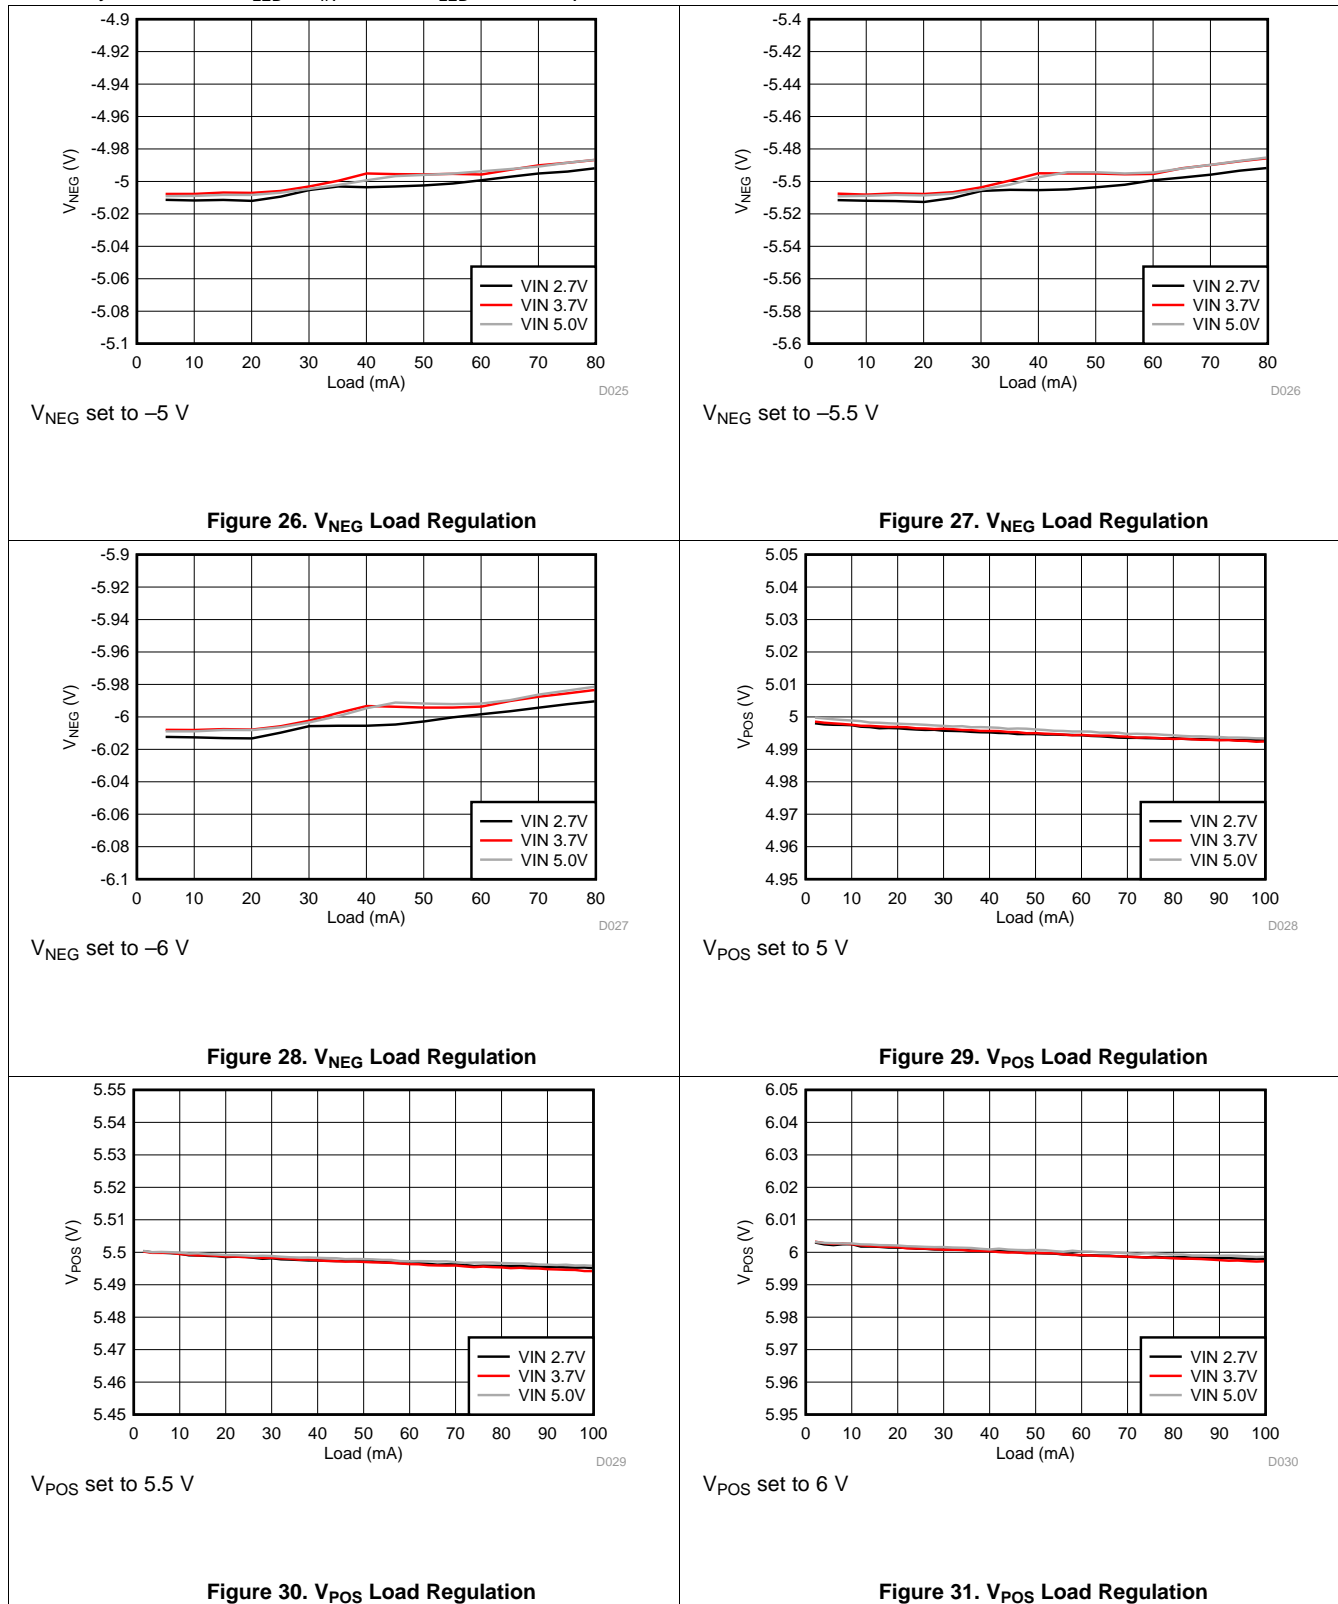 -4.9
-4.92
-4.94
-4.96
-4.98
-5
-5.02
-5.04
-5.06
-5.08
-5.1
VNEG (V)
0 10 20 30 40 50 60 70 80
Load (mA)
VIN 2.7V
VIN 3.7V
VIN 5.0V
D025
VNEG set to –5 V
Figure 26. VNEG Load Regulation
-5.4
-5.42
-5.44
-5.46
-5.48
-5.5
-5.52
-5.54
-5.56
-5.58
-5.6
VNEG (V)
0 10 20 30 40 50 60 70 80
Load (mA)
VIN 2.7V
VIN 3.7V
VIN 5.0V
D026
VNEG set to –5.5 V
Figure 27. VNEG Load Regulation
-5.9
-5.92
-5.94
-5.96
-5.98
-6
-6.02
-6.04
-6.06
-6.08
-6.1
VNEG (V)
0 10 20 30 40 50 60 70 80
Load (mA)
VIN 2.7V
VIN 3.7V
VIN 5.0V
D027
VNEG set to –6 V
Figure 28. VNEG Load Regulation
5.05
5.04
5.03
5.02
5.01
5
4.99
4.98
4.97
4.96
4.95
VPOS (V)
0 10 20 30 40 50 60 70 80 90 100
Load (mA)
VIN 2.7V
VIN 3.7V
VIN 5.0V
D028
VPOS set to 5 V
Figure 29. VPOS Load Regulation
5.55
5.54
5.53
5.52
5.51
5.5
5.49
5.48
5.47
5.46
5.45
VPOS (V)
0 10 20 30 40 50 60 70 80 90 100
Load (mA)
VIN 2.7V
VIN 3.7V
VIN 5.0V
D029
VPOS set to 5.5 V
Figure 30. VPOS Load Regulation
6.05
6.04
6.03
6.02
6.01
6
5.99
5.98
5.97
5.96
5.95
VPOS (V)
0 10 20 30 40 50 60 70 80 90 100
Load (mA)
VIN 2.7V
VIN 3.7V
VIN 5.0V
D030
VPOS set to 6 V
Figure 31. VPOS Load Regulation